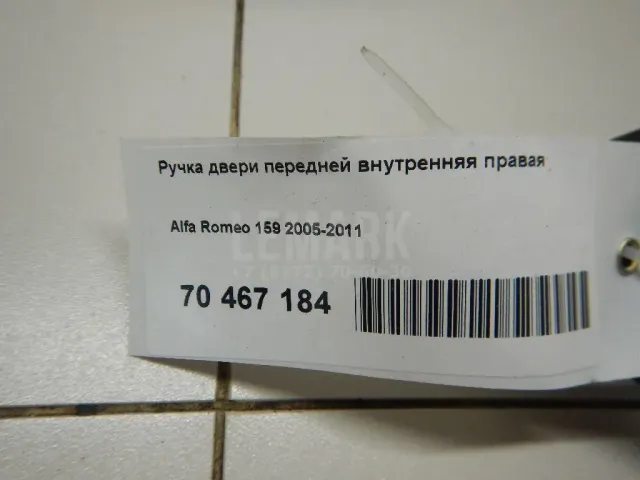 Ручка двери передней внутренняя правая
Alfa Romeo 159 2005-2011
LEMARK
70 467 184